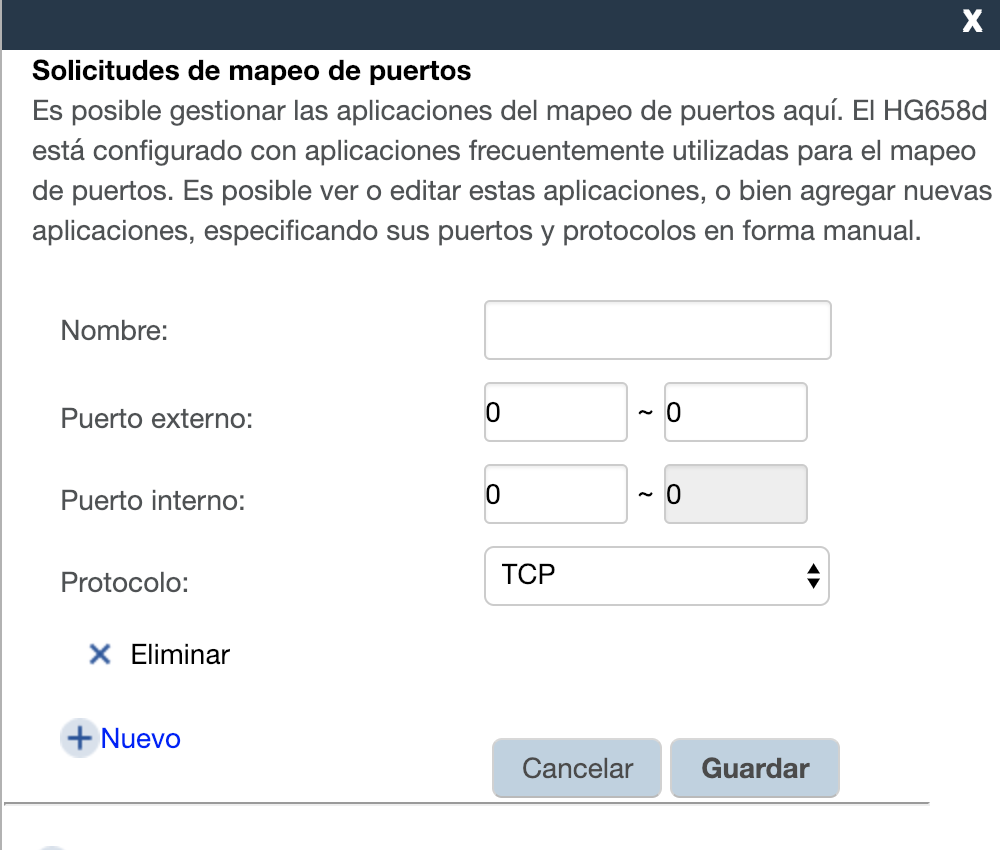 X
Solicitudes de mapeo de puertos
Es posible gestionar las aplicaciones del mapeo de puertos aquí. El HG658d
está configurado con aplicaciones frecuentemente utilizadas para el mapeo
de puertos. Es posible ver o editar estas aplicaciones, o bien agregar nuevas
aplicaciones, especificando sus puertos y protocolos en forma manual.
Nombre:
Puerto externo: 0 ~ 0
Puerto interno: 0 ~ 0
Protocolo: TCP
Eliminar
Nuevo
Cancelar Guardar